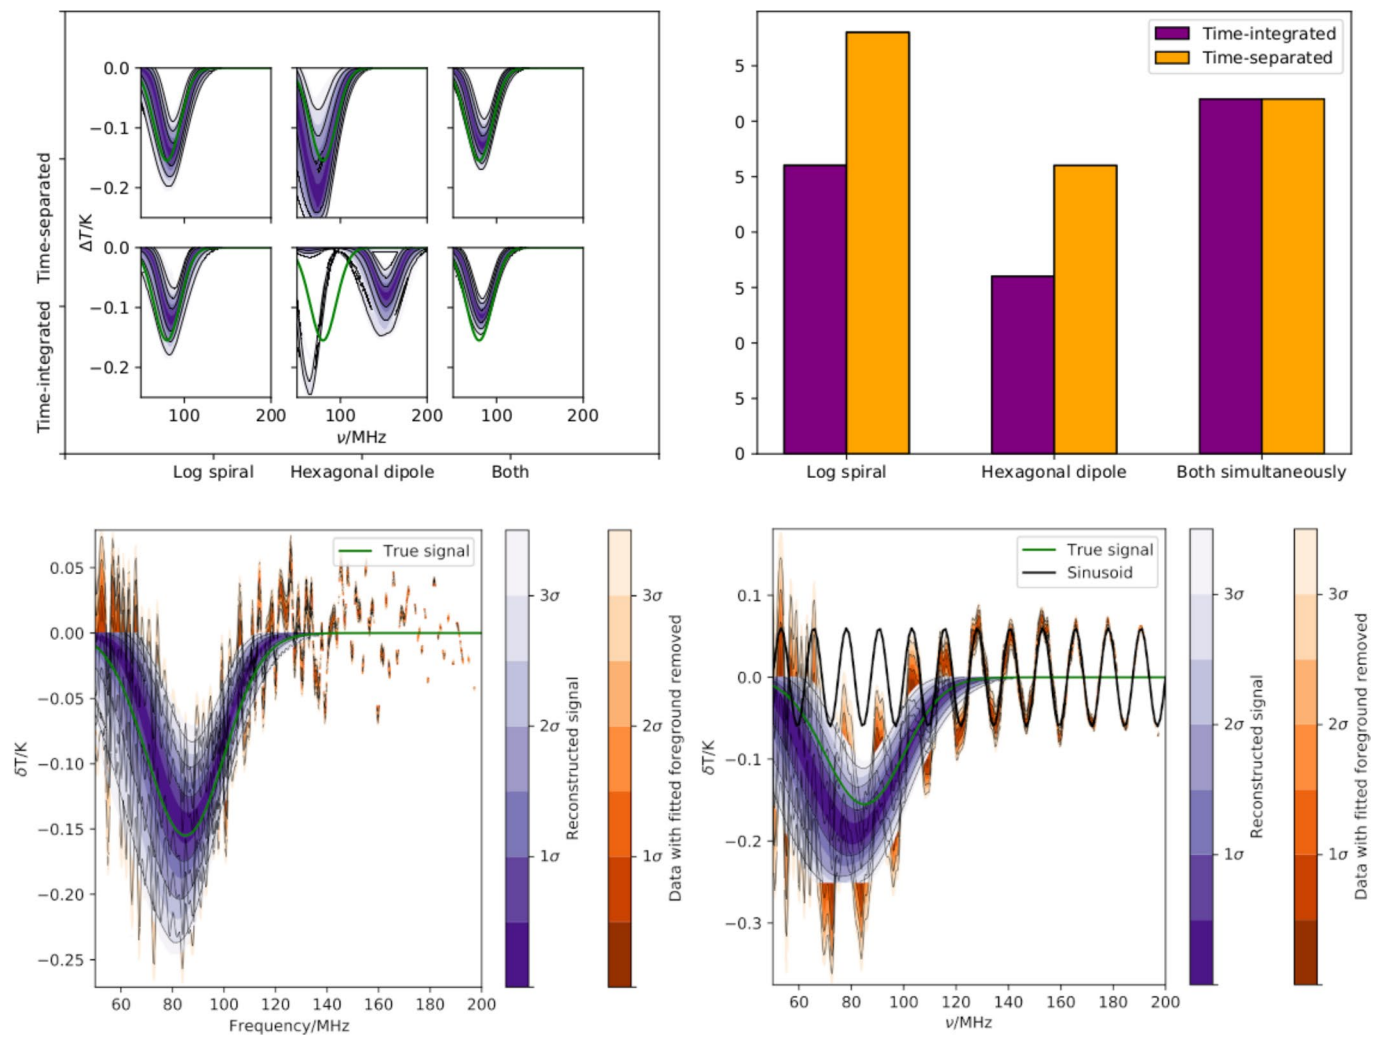 Time-separated
Time-integrated
ΔT/K
0.0
−0.1
−0.2
0.0
−0.1
−0.2
100
200
100
200
100
200
ν/MHz
Log spiral
Hexagonal dipole
Both
Time-integrated
Time-separated
5
0
5
0
5
0
5
0
Log spiral
Hexagonal dipole
Both simultaneously
True signal
0.05
0.00
−0.05
−0.10
−0.15
−0.20
−0.25
δT/K
60
80
100
120
140
160
180
200
Frequency/MHz
3σ
2σ
1σ
Reconstructed signal
3σ
2σ
1σ
Data with fitted foreground removed
True signal
Sinusoid
0.1
0.0
−0.1
−0.2
−0.3
δT/K
60
80
100
120
140
160
180
200
ν/MHz
3σ
2σ
1σ
Reconstructed signal
3σ
2σ
1σ
Data with fitted foreground removed